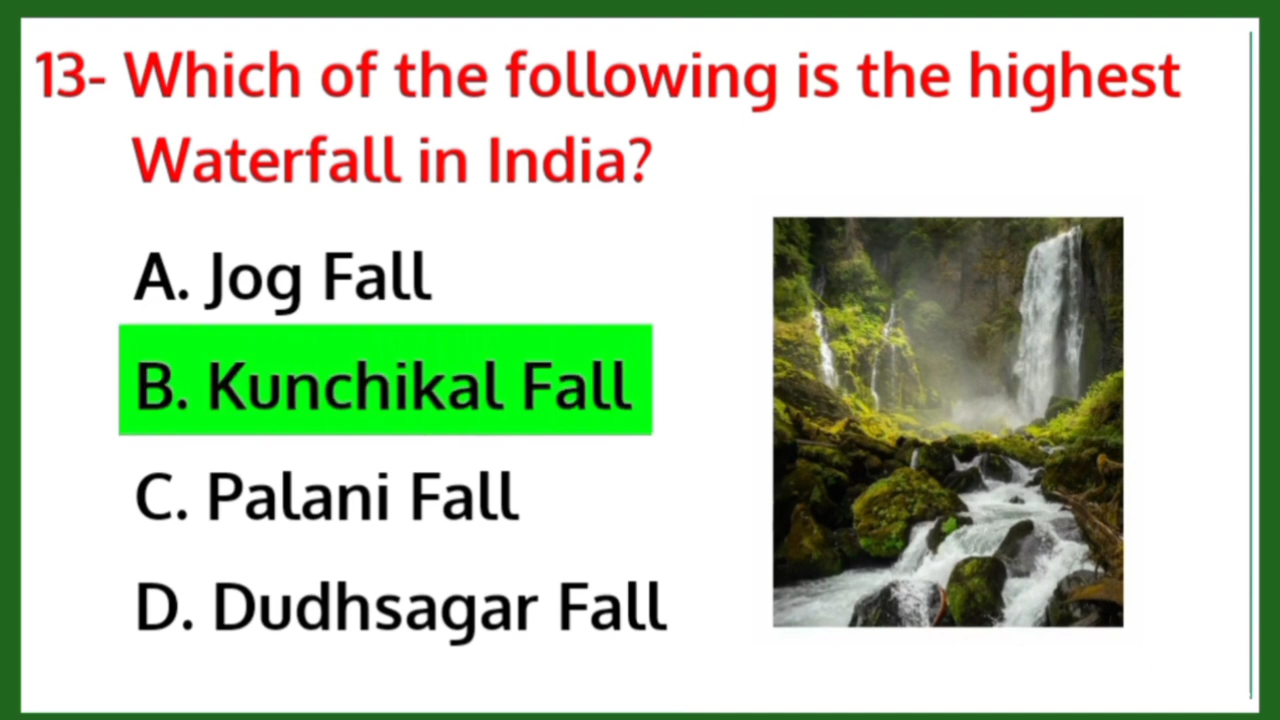 13- Which of the following is the highest
Waterfall in India?
A. Jog Fall
B. Kunchikal Fall
C. Palani Fall
D. Dudhsagar Fall